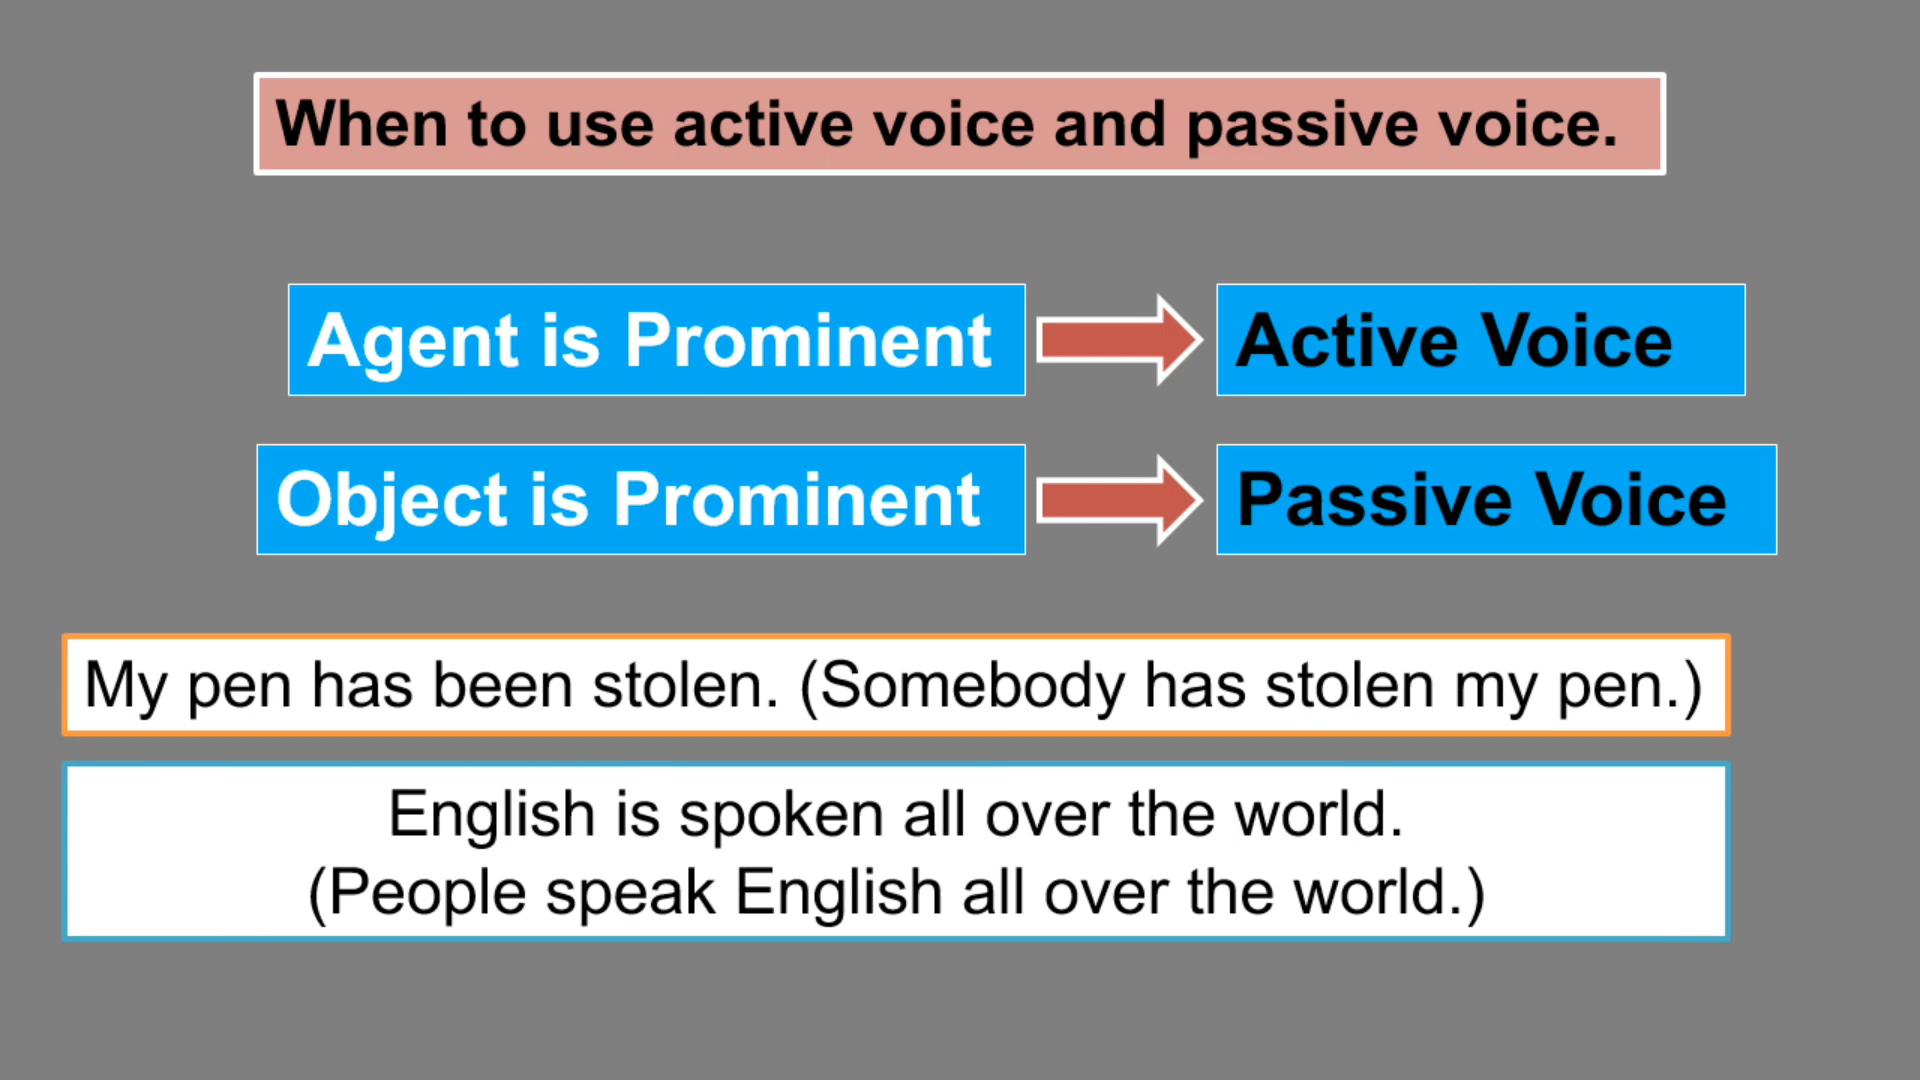 When to use active voice and passive voice.
Agent is Prominent
Active Voice
Object is Prominent
Passive Voice
My pen has been stolen. (Somebody has stolen my pen.)
English is spoken all over the world.
(People speak English all over the world.)